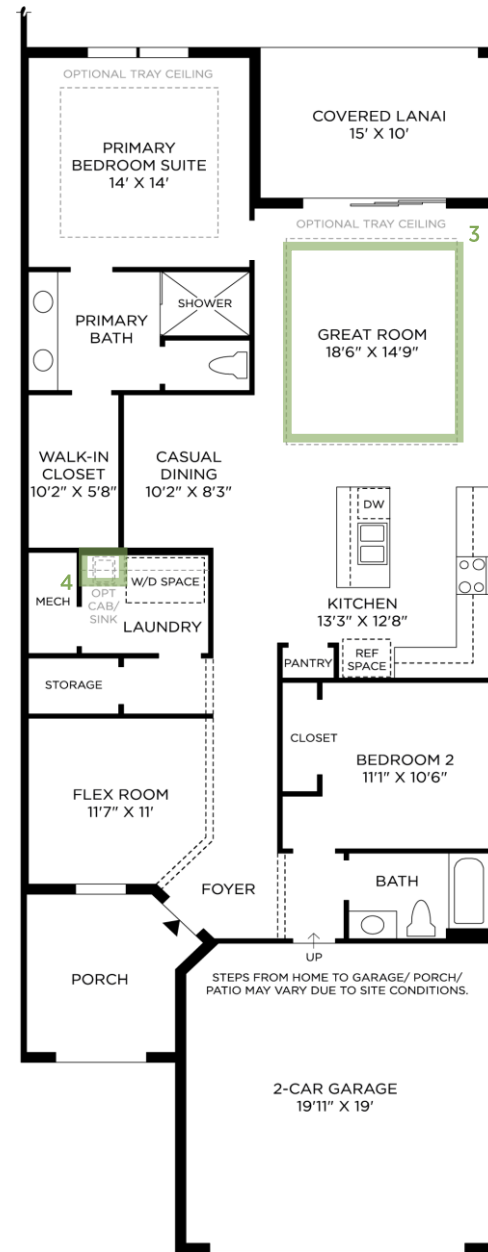 OPTIONAL TRAY CEILING
PRIMARY
BEDROOM SUITE
14' X 14'
COVERED LANAI
15' X 10'
OPTIONAL TRAY CEILING
3
GREAT ROOM
18'6" X 14'9"
SHOWER
PRIMARY
BATH
WALK-IN
CLOSET
10'2" X 5'8"
CASUAL
DINING
10'2" X 8'3"
DW
KITCHEN
13'3" X 12'8"
4
MECH
OPT
CAB/
SINK
W/D SPACE
LAUNDRY
PANTRY
REF
SPACE
STORAGE
CLOSET
BEDROOM 2
11'1" X 10'6"
FLEX ROOM
11'7" X 11'
FOYER
BATH
UP
PORCH
STEPS FROM HOME TO GARAGE/ PORCH/
PATIO MAY VARY DUE TO SITE CONDITIONS.
2-CAR GARAGE
19'11" X 19'